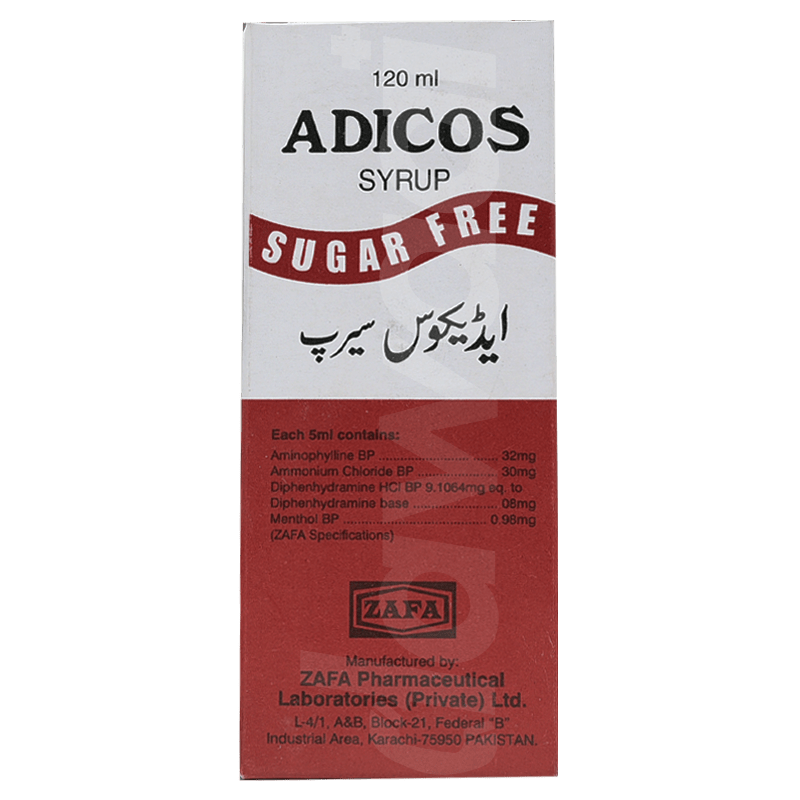 120 ml
ADICOS
SYRUP
SUGAR FREE
ایڈیکوس سیرپ
Each 5ml contains:
Aminophylline BP ........................ 32mg
Ammonium Chloride BP ................ 30mg
Diphenhydramine HCl BP 9.1064mg eq. to
Diphenhydramine base .................. 08mg
Menthol BP ............................. 0.98mg
(ZAFA Specifications)
ZAFA
Manufactured by:
ZAFA Pharmaceutical
Laboratories (Private) Ltd.
L-4/1, A&B, Block-21, Federal "B"
Industrial Area, Karachi-75950 PAKISTAN.